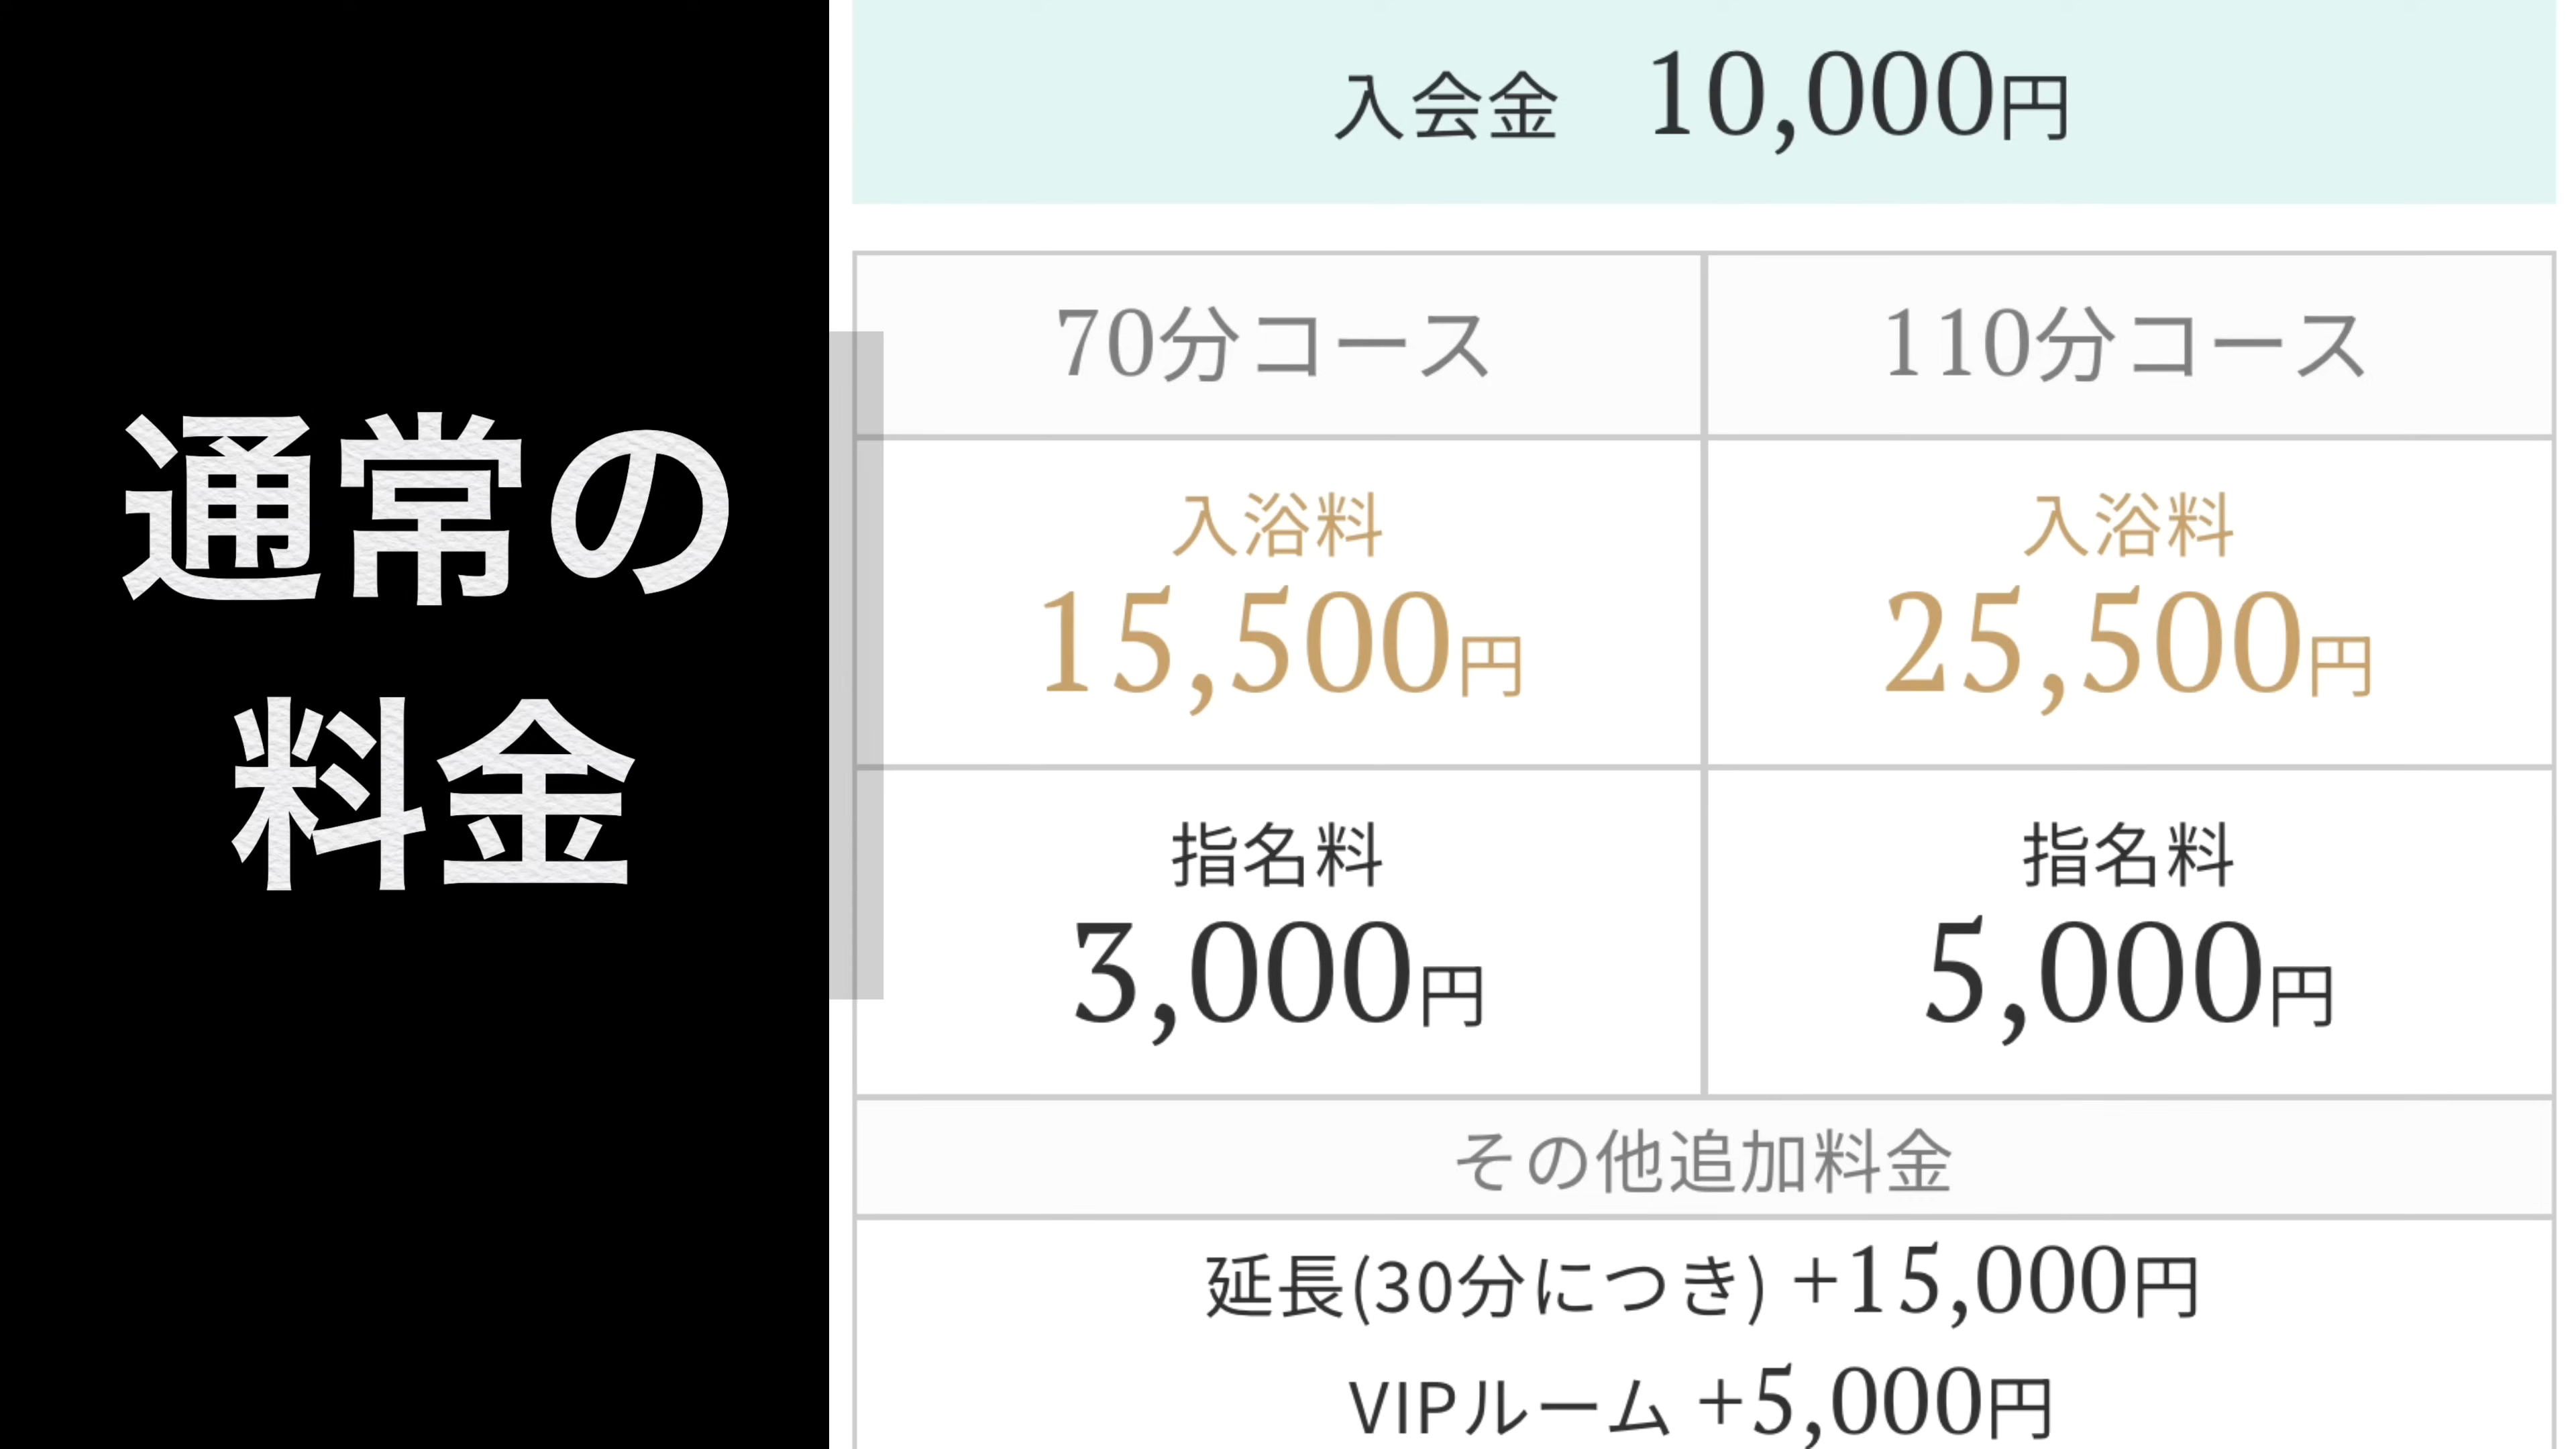 通常の
料金
入会金 10,000円
70分コース 110分コース
入浴料 入浴料
15,500円 25,500円
指名料 指名料
3,000円 5,000円
その他追加料金
延長(30分につき) +15,000円
VIPルーム +5,000円